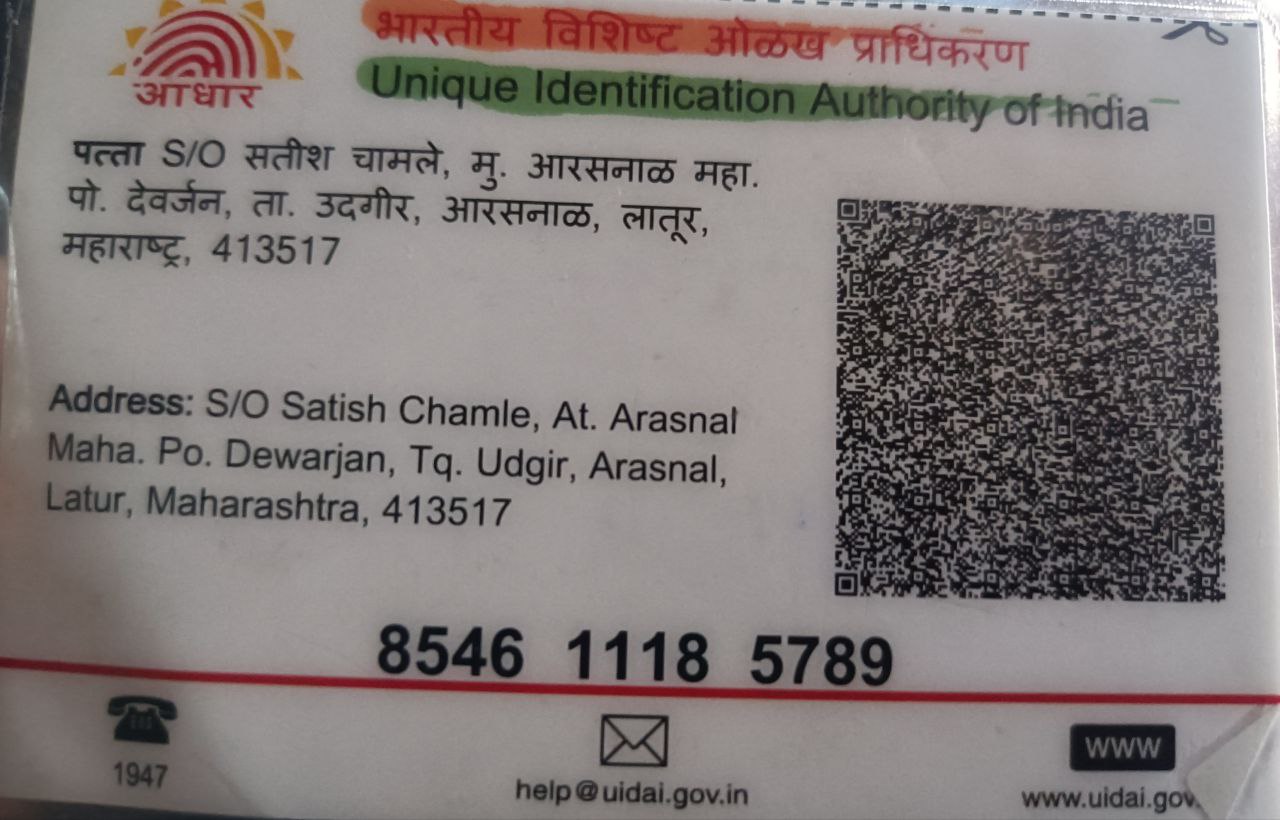 आधार
भारतीय विशिष्ट ओळख प्राधिकरण
Unique Identification Authority of India
पत्ता S/O सतीश चामले, मु. आरसनाळ महा.
पो. देवर्जन, ता. उदगीर, आरसनाळ, लातूर,
महाराष्ट्र, 413517
Address: S/O Satish Chamle, At. Arasnal
Maha. Po. Dewarjan, Tq. Udgir, Arasnal,
Latur, Maharashtra, 413517
8546 1118 5789
1947
help@uidai.gov.in
WWW
www.uidai.gov.